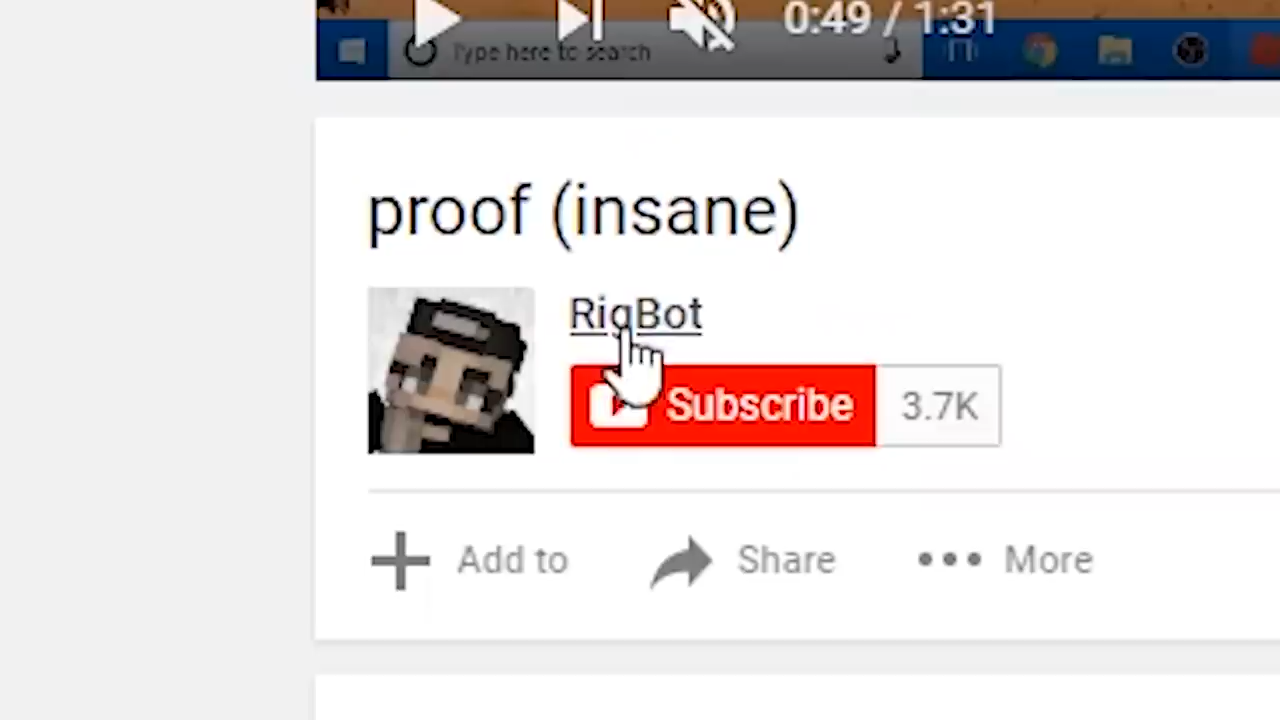 0:49 / 1:31
Type here to search
proof (insane)
RigBot
Subscribe 3.7K
Add to Share More